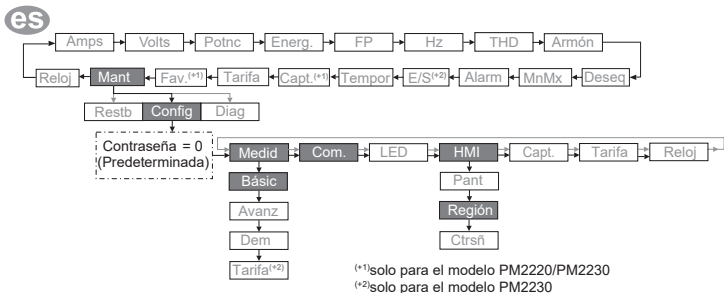 es
Amps Volts Potnc Energ. FP Hz THD Armón
Reloj Mant Fav.(+1) Tarifa Capt.(+1) Tempor E/S(+2) Alarm MnMx Deseq
Restb Config Diag
Contraseña = 0
(Predeterminada)
Medid Com. LED HMI Capt. Tarifa Reloj
Básic Pant
Avanz Región
Dem Ctrsñ
Tarifa(+2)
(+1)solo para el modelo PM2220/PM2230
(+2)solo para el modelo PM2230